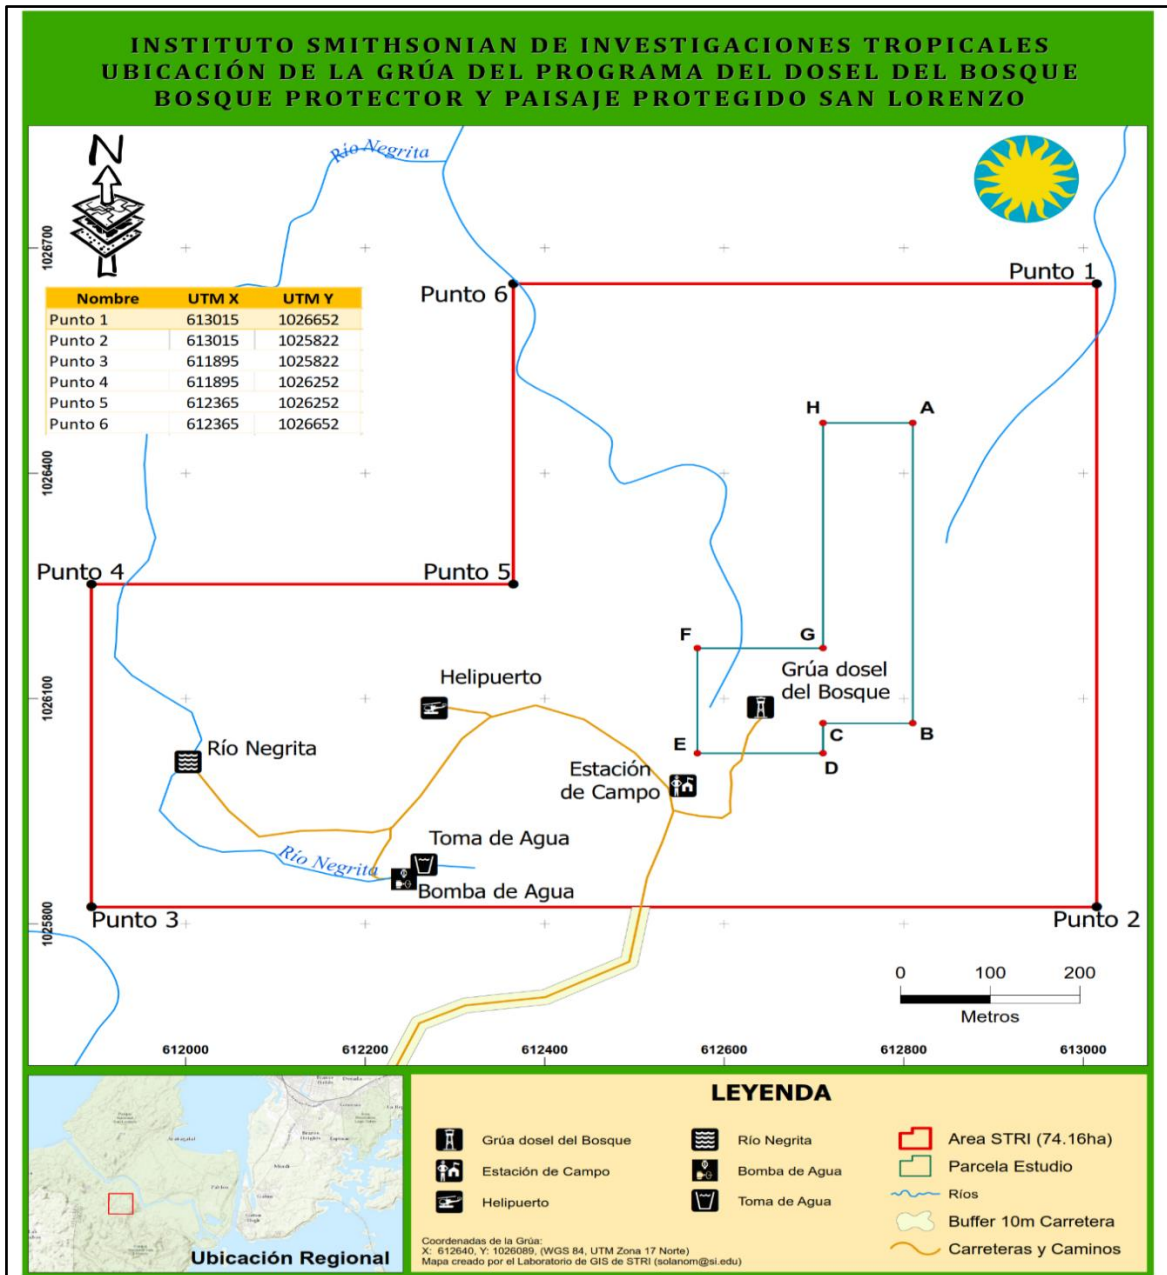 INSTITUTO SMITHSONIAN DE INVESTIGACIONES TROPICALES
UBICACIÓN DE LA GRÚA DEL PROGRAMA DEL DOSEL DEL BOSQUE
BOSQUE PROTECTOR Y PAISAJE PROTEGIDO SAN LORENZO
N
Río Negrita
1026700
Punto 1
Punto 6
Nombre UTM X UTM Y
Punto 1 613015 1026652
Punto 2 613015 1025822
Punto 3 611895 1025822
Punto 4 611895 1026252
Punto 5 612365 1026252
Punto 6 612365 1026652
H A
1026400
Punto 4 Punto 5
F G
Grúa dosel
del Bosque
Helipuerto
1026100
Río Negrita
C B
E D
Estación
de Campo
Toma de Agua
Río Negrita
Bomba de Agua
Punto 3 Punto 2
1025800
0 100 200
Metros
612000 612200 612400 612600 612800 613000
Ubicación Regional
LEYENDA
Grúa dosel del Bosque
Estación de Campo
Helipuerto
Río Negrita
Bomba de Agua
Toma de Agua
Area STRI (74.16ha)
Parcela Estudio
Ríos
Buffer 10m Carretera
Carreteras y Caminos
Coordenadas de la Grúa:
X: 612640, Y: 1026089, (WGS 84, UTM Zona 17 Norte)
Mapa creado por el Laboratorio de GIS de STRI (solanom@si.edu)